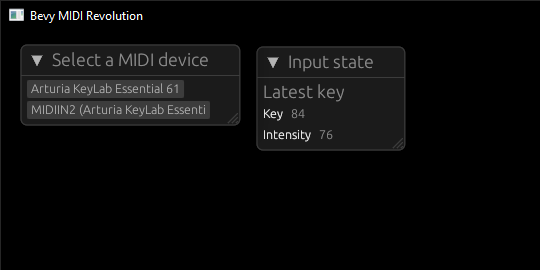 Bevy MIDI Revolution
▼ Select a MIDI device
Arturia KeyLab Essential 61
MIDIIN2 (Arturia KeyLab Essenti
▼ Input state
Latest key
Key 84
Intensity 76